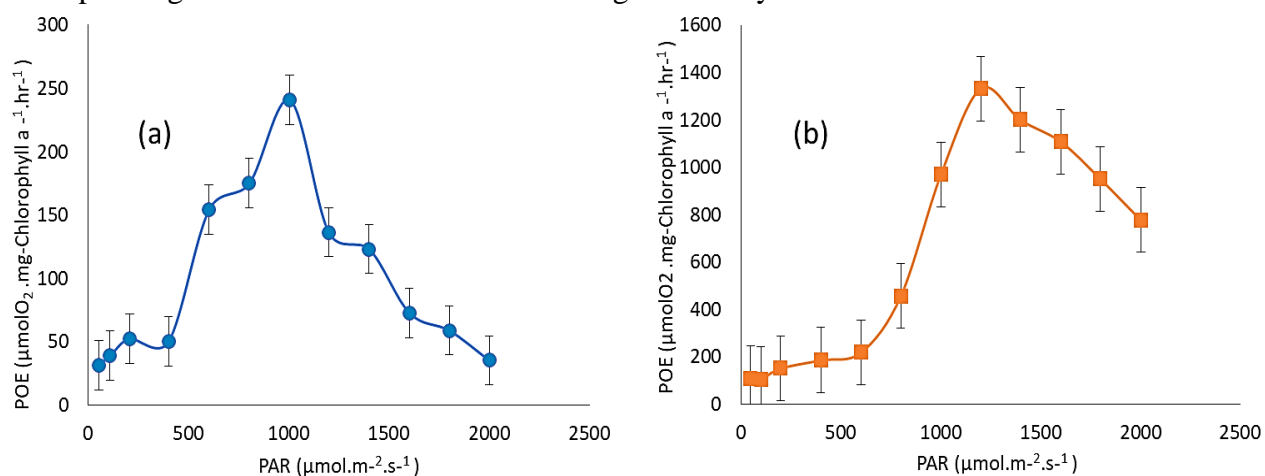 POE (µmolO₂ .mg-Chlorophyll a -¹.hr-¹ )
300
250
200
150
100
50
0
(a)
0 500 1000 1500 2000 2500
PAR (µmol.m-².s-¹ )
POE (µmolO2 .mg-Chlorophyll a -¹.hr-¹ )
1600
1400
1200
1000
800
600
400
200
0
(b)
0 500 1000 1500 2000 2500
PAR (µmol.m-².s-¹ )